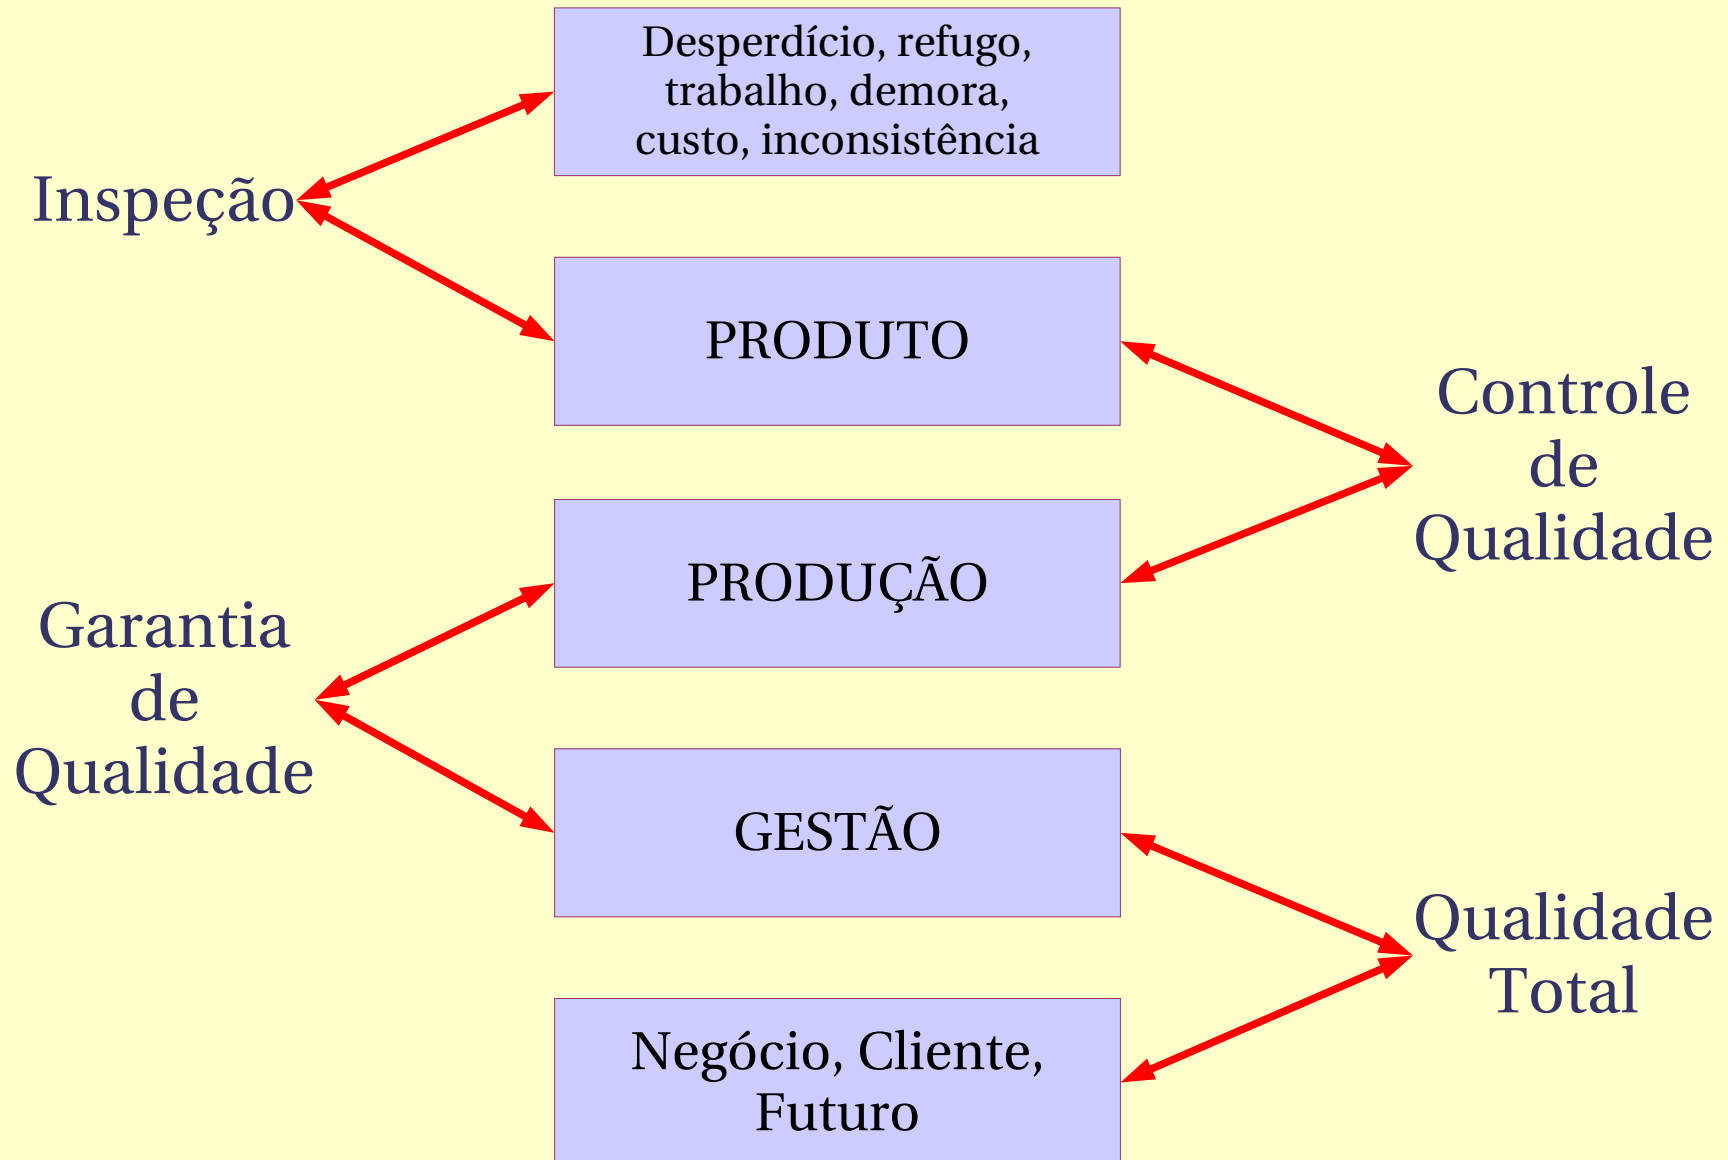 Desperdício, refugo,
trabalho, demora,
custo, inconsistência
Inspeção
PRODUTO
Controle
de
Qualidade
PRODUÇÃO
Garantia
de
Qualidade
GESTÃO
Qualidade
Total
Negócio, Cliente,
Futuro